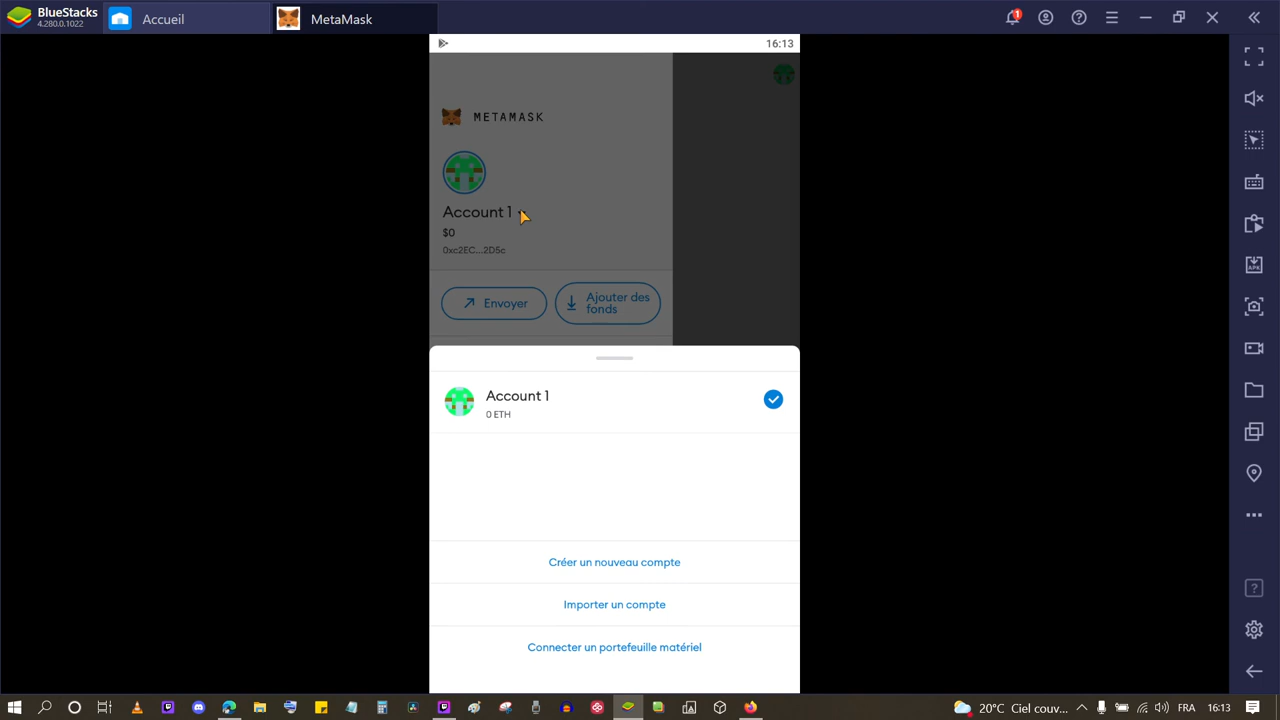 BlueStacks
4.280.0.1022
Accueil
MetaMask
1
16:13
METAMASK
Account 1
$0
0xc2EC...2D5c
Envoyer
Ajouter des
fonds
Account 1
0 ETH
Créer un nouveau compte
Importer un compte
Connecter un portefeuille matériel
APK
20°C Ciel couv...
FRA
16:13